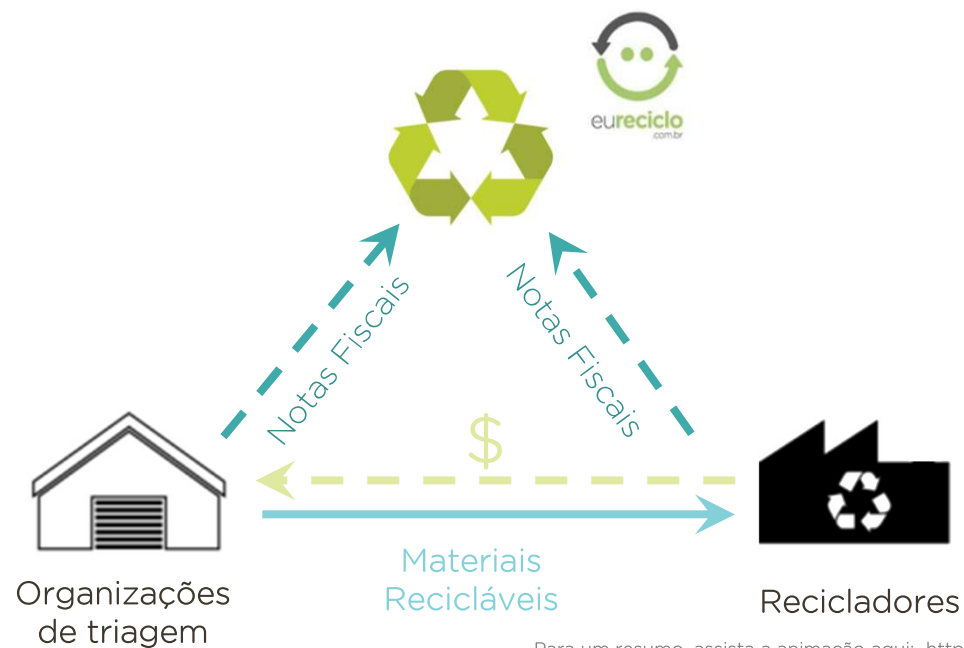 eureciclo
.com.br
Notas Fiscais
Notas Fiscais
$
Materiais
Recicláveis
Organizações
de triagem
Recicladores